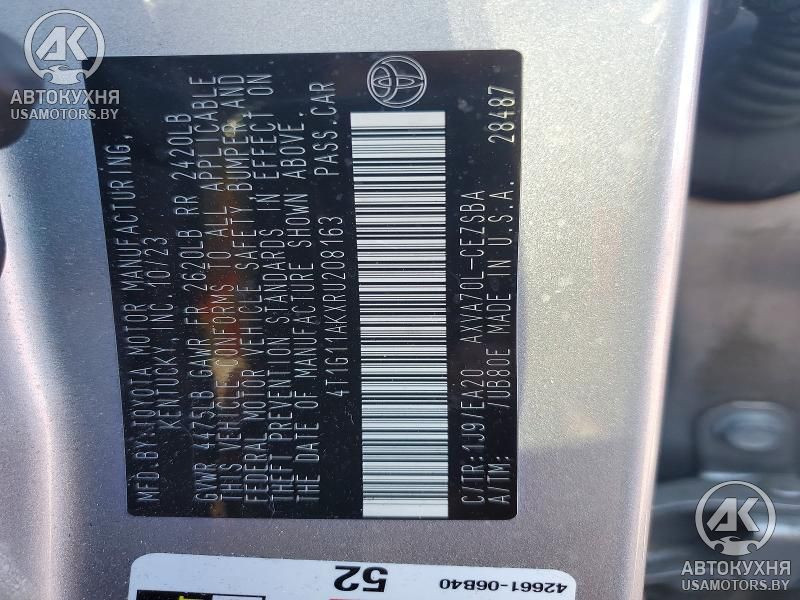 AK
АВТОКУХНЯ
USAMOTORS.BY
MFD.BY:TOYOTA MOTOR MANUFACTURING,
KENTUCKY, INC. 10/23
GVWR 4475LB GAWR FR 2620LB RR 2420LB
THIS VEHICLE CONFORMS TO ALL APPLICABLE
FEDERAL MOTOR VEHICLE SAFETY, BUMPER, AND
THEFT PREVENTION STANDARDS IN EFFECT ON
THE DATE OF MANUFACTURE SHOWN ABOVE.
4T1G11AKXRU208163 PASS.CAR
C/TR:1J9/EA20 AXVA70L-CEZSBA
A/TM: /UB80E MADE IN U.S.A. 28487
52
42661-06B40
AK
АВТОКУХНЯ
USAMOTORS.BY